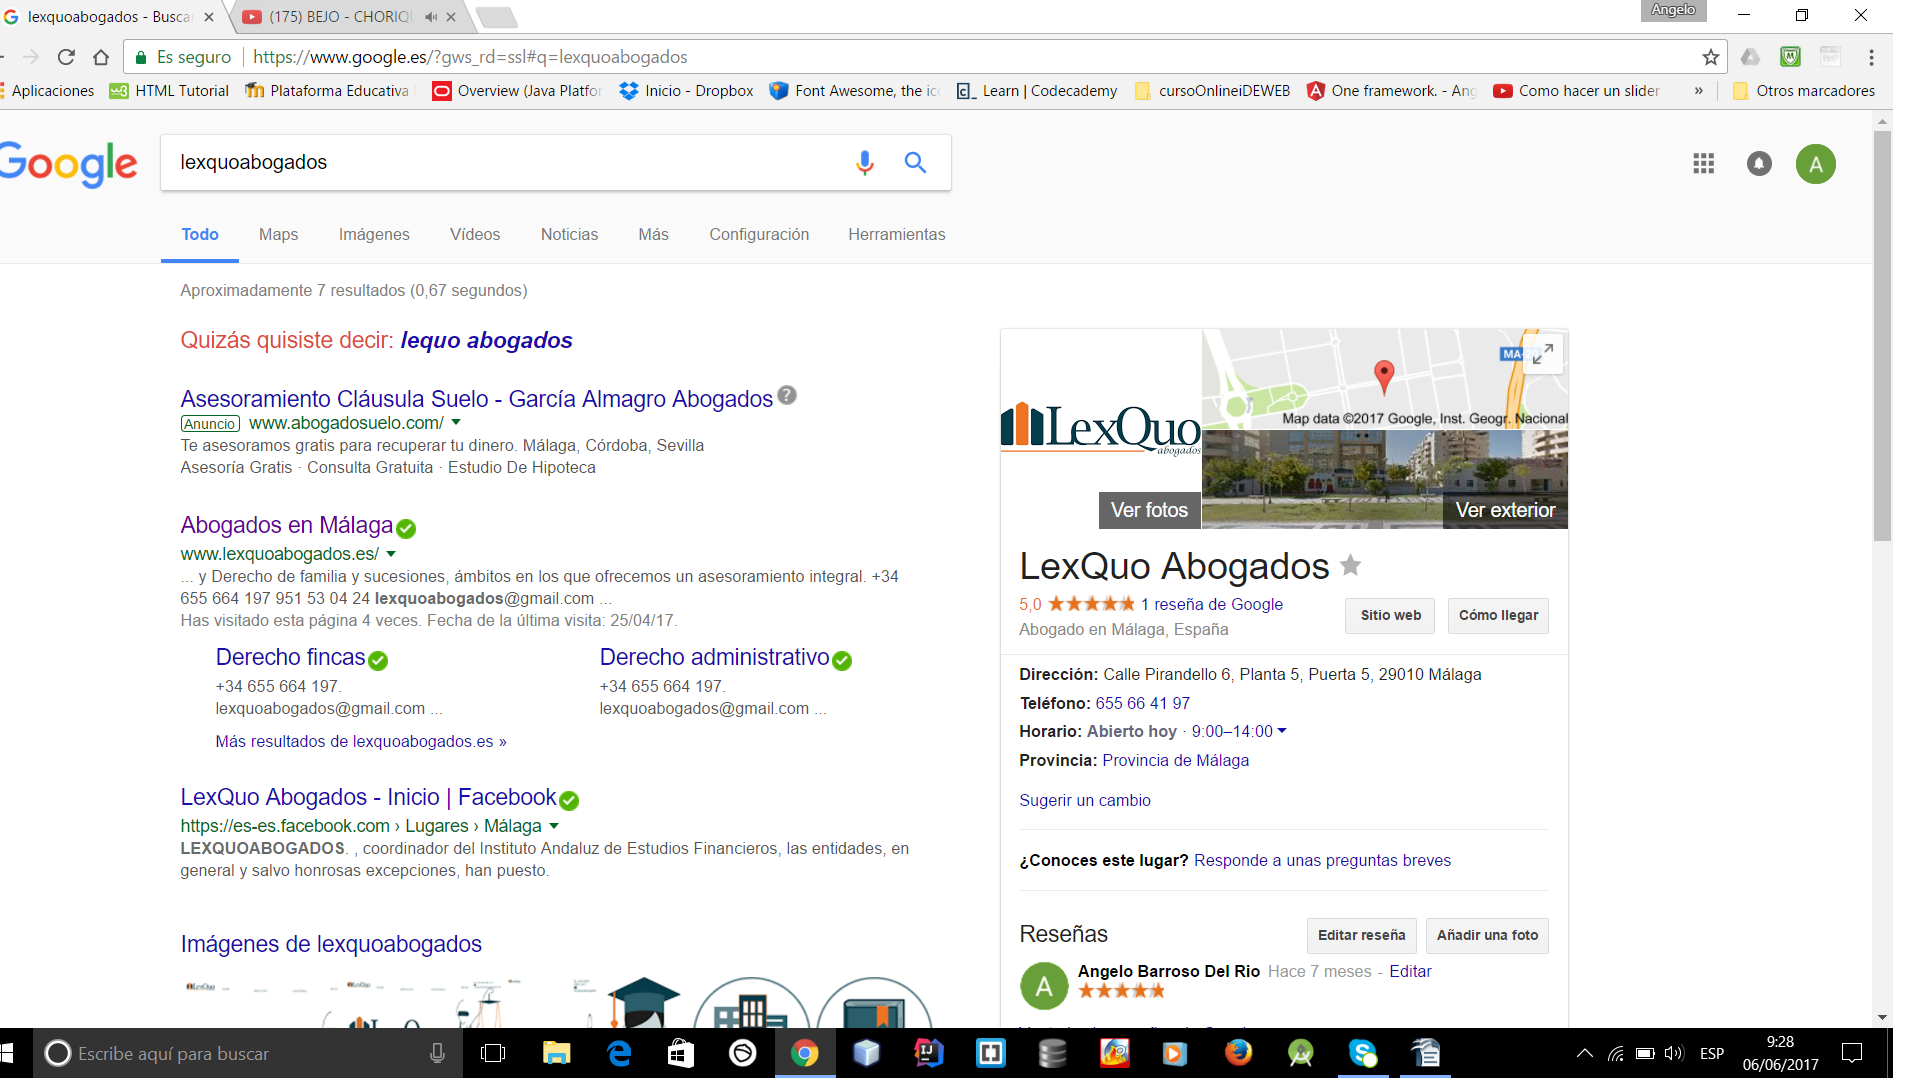 lexquoabogados - Busca
(175) BEJO - CHORIQU
Angelo
Es seguro
https://www.google.es/?gws_rd=ssl#q=lexquoabogados
Aplicaciones
HTML Tutorial
Plataforma Educativa
Overview (Java Platfor
Inicio - Dropbox
Font Awesome, the ic
Learn | Codecademy
cursoOnlineiDEWEB
One framework. - Ang
Como hacer un slider
»
Otros marcadores
Google
lexquoabogados
A
Todo
Maps
Imágenes
Vídeos
Noticias
Más
Configuración
Herramientas
Aproximadamente 7 resultados (0,67 segundos)
Quizás quisiste decir: lequo abogados
Asesoramiento Cláusula Suelo - García Almagro Abogados
Anuncio www.abogadosuelo.com/
Te asesoramos gratis para recuperar tu dinero. Málaga, Córdoba, Sevilla
Asesoría Gratis · Consulta Gratuita · Estudio De Hipoteca
Abogados en Málaga
www.lexquoabogados.es/
... y Derecho de familia y sucesiones, ámbitos en los que ofrecemos un asesoramiento integral. +34
655 664 197 951 53 04 24 lexquoabogados@gmail.com ...
Has visitado esta página 4 veces. Fecha de la última visita: 25/04/17.
Derecho fincas
+34 655 664 197.
lexquoabogados@gmail.com ...
Derecho administrativo
+34 655 664 197.
lexquoabogados@gmail.com ...
Más resultados de lexquoabogados.es »
LexQuo Abogados - Inicio | Facebook
https://es-es.facebook.com › Lugares › Málaga
LEXQUOABOGADOS. , coordinador del Instituto Andaluz de Estudios Financieros, las entidades, en
general y salvo honrosas excepciones, han puesto.
Imágenes de lexquoabogados
LexQuo
abogados
Ver fotos
MA-
Map data ©2017 Google, Inst. Geogr. Nacional
Ver exterior
LexQuo Abogados
5,0 1 reseña de Google
Abogado en Málaga, España
Sitio web
Cómo llegar
Dirección: Calle Pirandello 6, Planta 5, Puerta 5, 29010 Málaga
Teléfono: 655 66 41 97
Horario: Abierto hoy · 9:00–14:00
Provincia: Provincia de Málaga
Sugerir un cambio
¿Conoces este lugar? Responde a unas preguntas breves
Reseñas
Editar reseña
Añadir una foto
A
Angelo Barroso Del Rio Hace 7 meses - Editar
Escribe aquí para buscar
ESP
9:28
06/06/2017